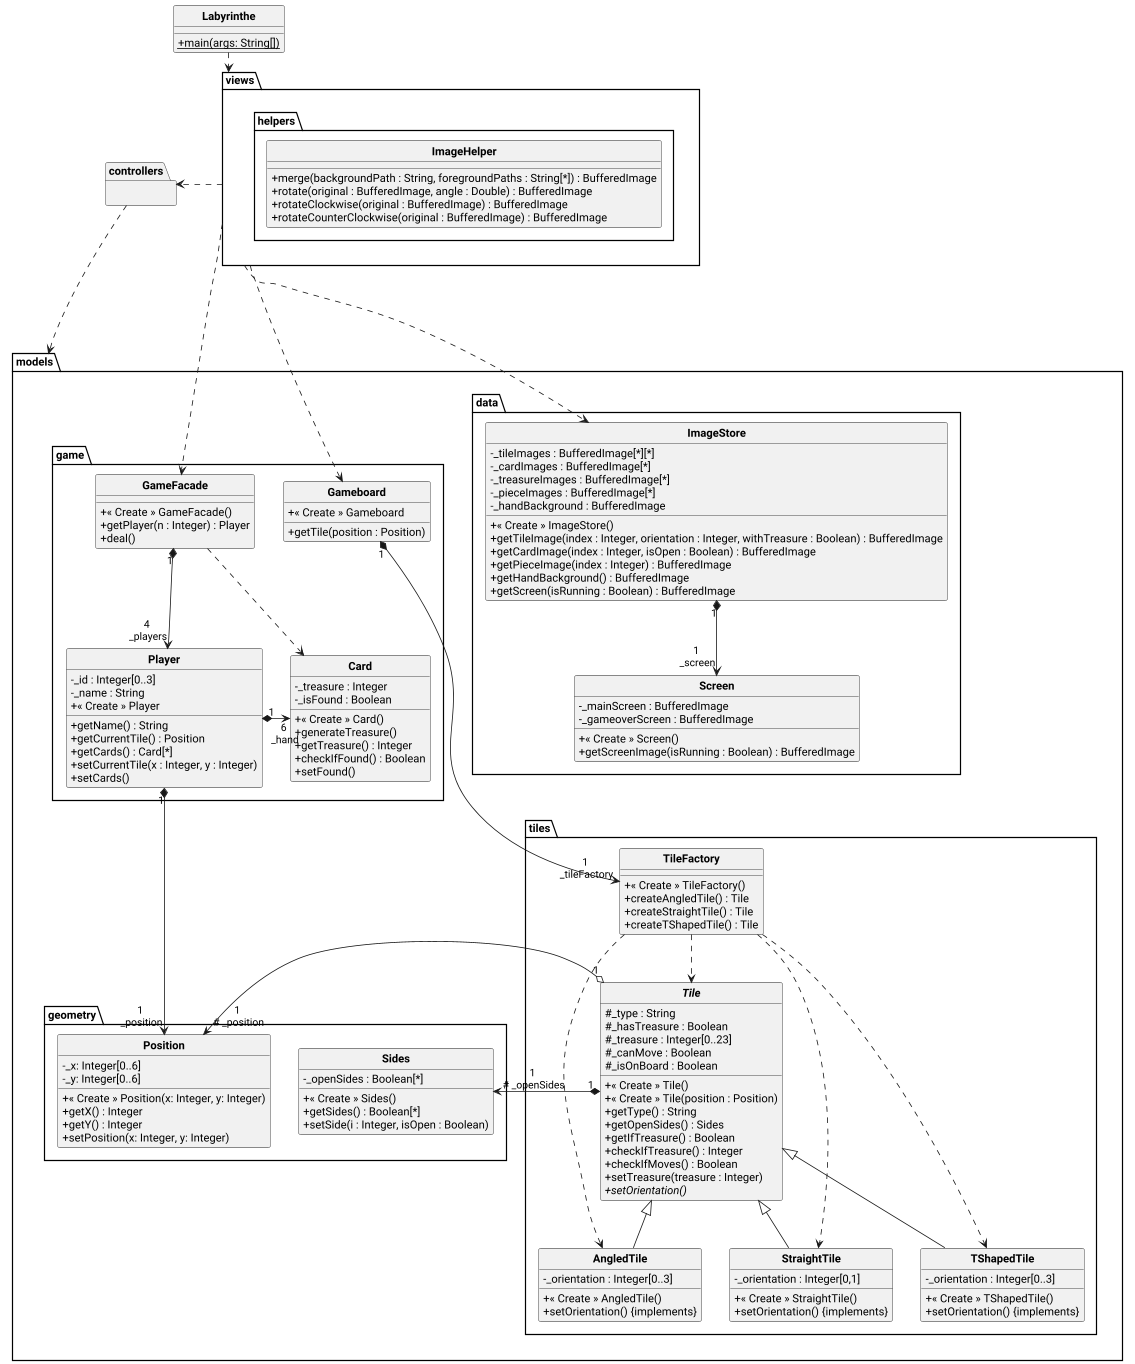 Labyrinthe
+main(args: String[])
views
helpers
ImageHelper
+merge(backgroundPath : String, foregroundPaths : String[*]) : BufferedImage
+rotate(original : BufferedImage, angle : Double) : BufferedImage
+rotateClockwise(original : BufferedImage) : BufferedImage
+rotateCounterClockwise(original : BufferedImage) : BufferedImage
controllers
models
data
ImageStore
-_tileImages : BufferedImage[*][*]
-_cardImages : BufferedImage[*]
-_treasureImages : BufferedImage[*]
-_pieceImages : BufferedImage[*]
-_handBackground : BufferedImage
+« Create » ImageStore()
+getTileImage(index : Integer, orientation : Integer, withTreasure : Boolean) : BufferedImage
+getCardImage(index : Integer, isOpen : Boolean) : BufferedImage
+getPieceImage(index : Integer) : BufferedImage
+getHandBackground() : BufferedImage
+getScreen(isRunning : Boolean) : BufferedImage
1
1
_screen
Screen
-_mainScreen : BufferedImage
-_gameoverScreen : BufferedImage
+« Create » Screen()
+getScreenImage(isRunning : Boolean) : BufferedImage
game
GameFacade
+« Create » GameFacade()
+getPlayer(n : Integer) : Player
+deal()
Gameboard
+« Create » Gameboard
+getTile(position : Position)
1
1
4
_players
Player
-_id : Integer[0..3]
-_name : String
+« Create » Player
+getName() : String
+getCurrentTile() : Position
+getCards() : Card[*]
+setCurrentTile(x : Integer, y : Integer)
+setCards()
1
6
_hand
Card
-_treasure : Integer
-_isFound : Boolean
+« Create » Card()
+generateTreasure()
+getTreasure() : Integer
+checkIfFound() : Boolean
+setFound()
1
tiles
1
_tileFactory
TileFactory
+« Create » TileFactory()
+createAngledTile() : Tile
+createStraightTile() : Tile
+createTShapedTile() : Tile
1
Tile
#_type : String
#_hasTreasure : Boolean
#_treasure : Integer[0..23]
#_canMove : Boolean
#_isOnBoard : Boolean
+« Create » Tile()
+« Create » Tile(position : Position)
+getType() : String
+getOpenSides() : Sides
+getIfTreasure() : Boolean
+checkIfTreasure() : Integer
+checkIfMoves() : Boolean
+setTreasure(treasure : Integer)
+setOrientation()
geometry
1
_position
1
# _position
Position
-_x: Integer[0..6]
-_y: Integer[0..6]
+« Create » Position(x: Integer, y: Integer)
+getX() : Integer
+getY() : Integer
+setPosition(x: Integer, y: Integer)
Sides
-_openSides : Boolean[*]
+« Create » Sides()
+getSides() : Boolean[*]
+setSide(i : Integer, isOpen : Boolean)
1
# _openSides
1
AngledTile
-_orientation : Integer[0..3]
+« Create » AngledTile()
+setOrientation() {implements}
StraightTile
-_orientation : Integer[0,1]
+« Create » StraightTile()
+setOrientation() {implements}
TShapedTile
-_orientation : Integer[0..3]
+« Create » TShapedTile()
+setOrientation() {implements}